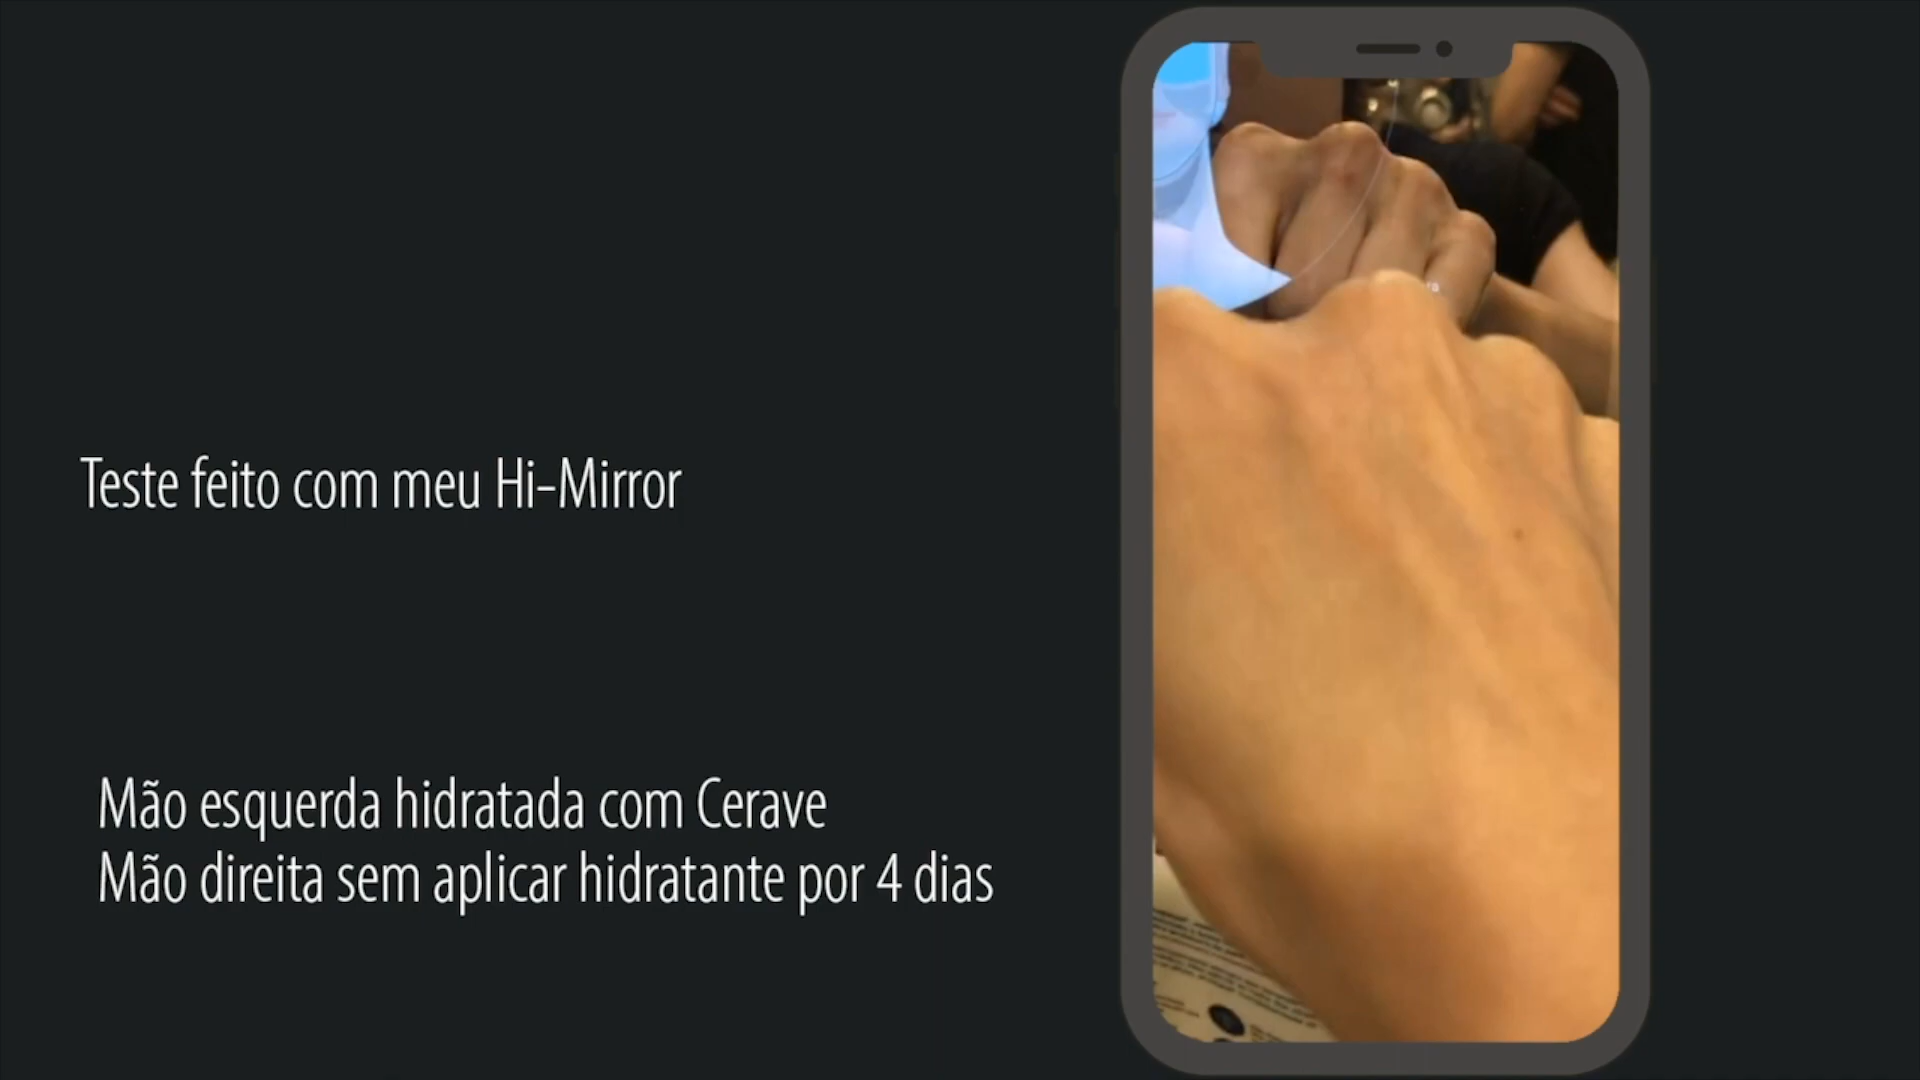 Teste feito com meu Hi-Mirror
Mão esquerda hidratada com Cerave
Mão direita sem aplicar hidratante por 4 dias